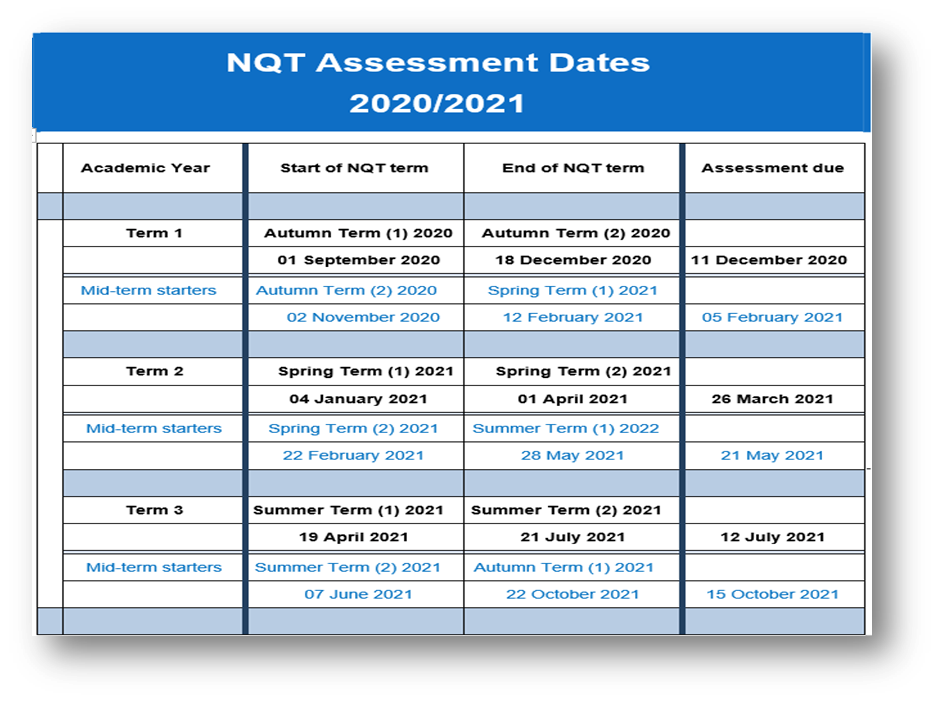 NQT Assessment Dates
2020/2021
Academic Year Start of NQT term End of NQT term Assessment due
Term 1 Autumn Term (1) 2020 Autumn Term (2) 2020
01 September 2020 18 December 2020 11 December 2020
Mid-term starters Autumn Term (2) 2020 Spring Term (1) 2021
02 November 2020 12 February 2021 05 February 2021
Term 2 Spring Term (1) 2021 Spring Term (2) 2021
04 January 2021 01 April 2021 26 March 2021
Mid-term starters Spring Term (2) 2021 Summer Term (1) 2022
22 February 2021 28 May 2021 21 May 2021
Term 3 Summer Term (1) 2021 Summer Term (2) 2021
19 April 2021 21 July 2021 12 July 2021
Mid-term starters Summer Term (2) 2021 Autumn Term (1) 2021
07 June 2021 22 October 2021 15 October 2021